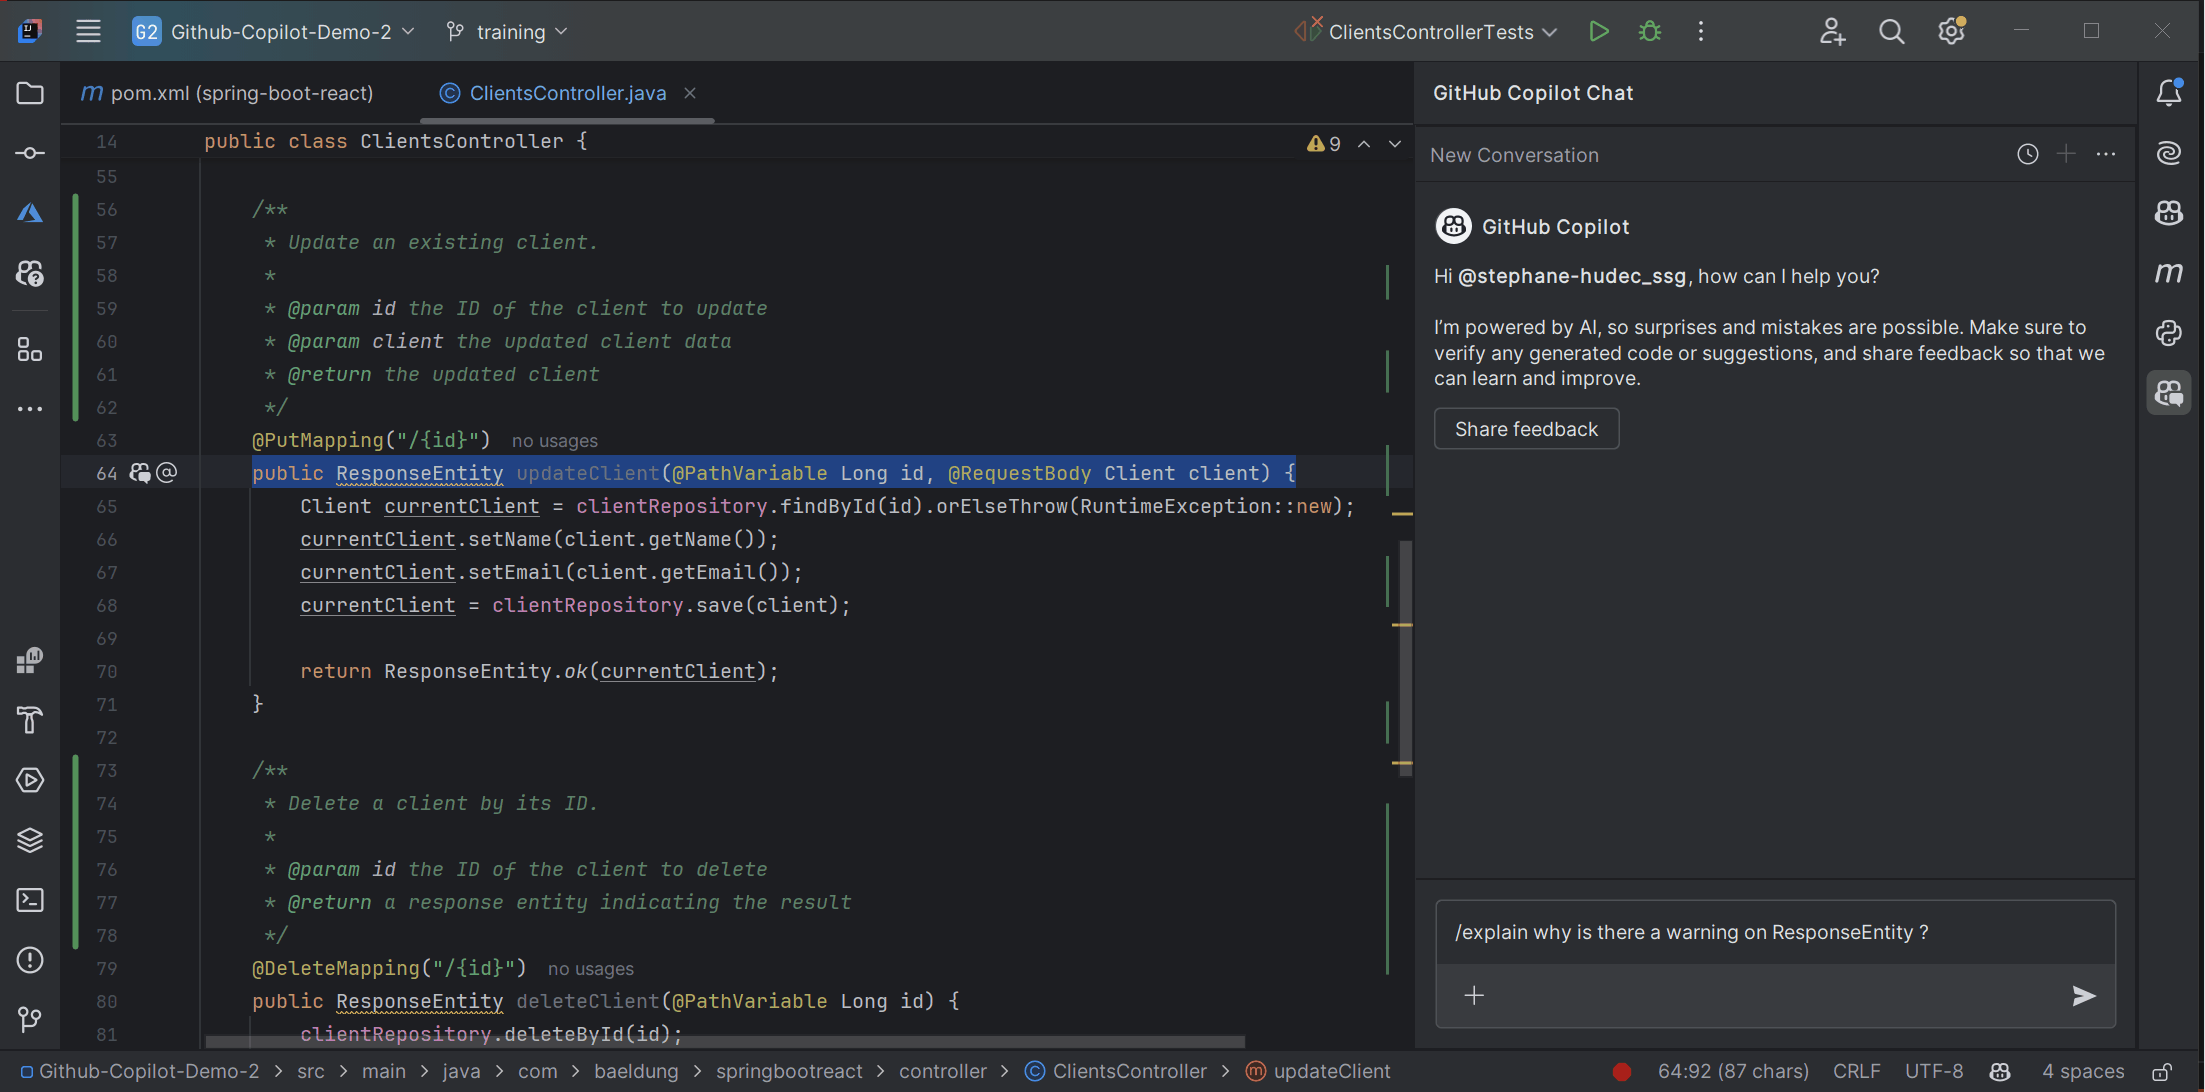 G2 Github-Copilot-Demo-2 training ClientsControllerTests
pom.xml (spring-boot-react) ClientsController.java
14 public class ClientsController { 9
55
56 /**
57 * Update an existing client.
58 *
59 * @param id the ID of the client to update
60 * @param client the updated client data
61 * @return the updated client
62 */
63 @PutMapping("/{id}") no usages
64 public ResponseEntity updateClient(@PathVariable Long id, @RequestBody Client client) {
65 Client currentClient = clientRepository.findById(id).orElseThrow(RuntimeException::new);
66 currentClient.setName(client.getName());
67 currentClient.setEmail(client.getEmail());
68 currentClient = clientRepository.save(client);
69
70 return ResponseEntity.ok(currentClient);
71 }
72
73 /**
74 * Delete a client by its ID.
75 *
76 * @param id the ID of the client to delete
77 * @return a response entity indicating the result
78 */
79 @DeleteMapping("/{id}") no usages
80 public ResponseEntity deleteClient(@PathVariable Long id) {
81 clientRepository.deleteById(id);
GitHub Copilot Chat
New Conversation
GitHub Copilot
Hi @stephane-hudec_ssg, how can I help you?
I’m powered by AI, so surprises and mistakes are possible. Make sure to
verify any generated code or suggestions, and share feedback so that we
can learn and improve.
Share feedback
/explain why is there a warning on ResponseEntity ?
Github-Copilot-Demo-2 > src > main > java > com > baeldung > springbootreact > controller > ClientsController > updateClient 64:92 (87 chars) CRLF UTF-8 4 spaces